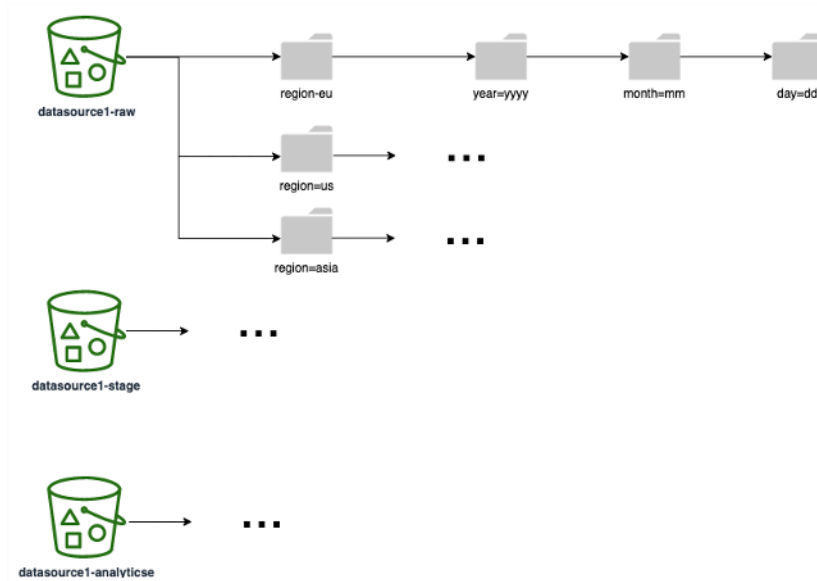 datasource1-raw
region-eu
year=yyyy
month=mm
day=dd
region=us
...
region=asia
...
datasource1-stage
...
datasource1-analyticse
...